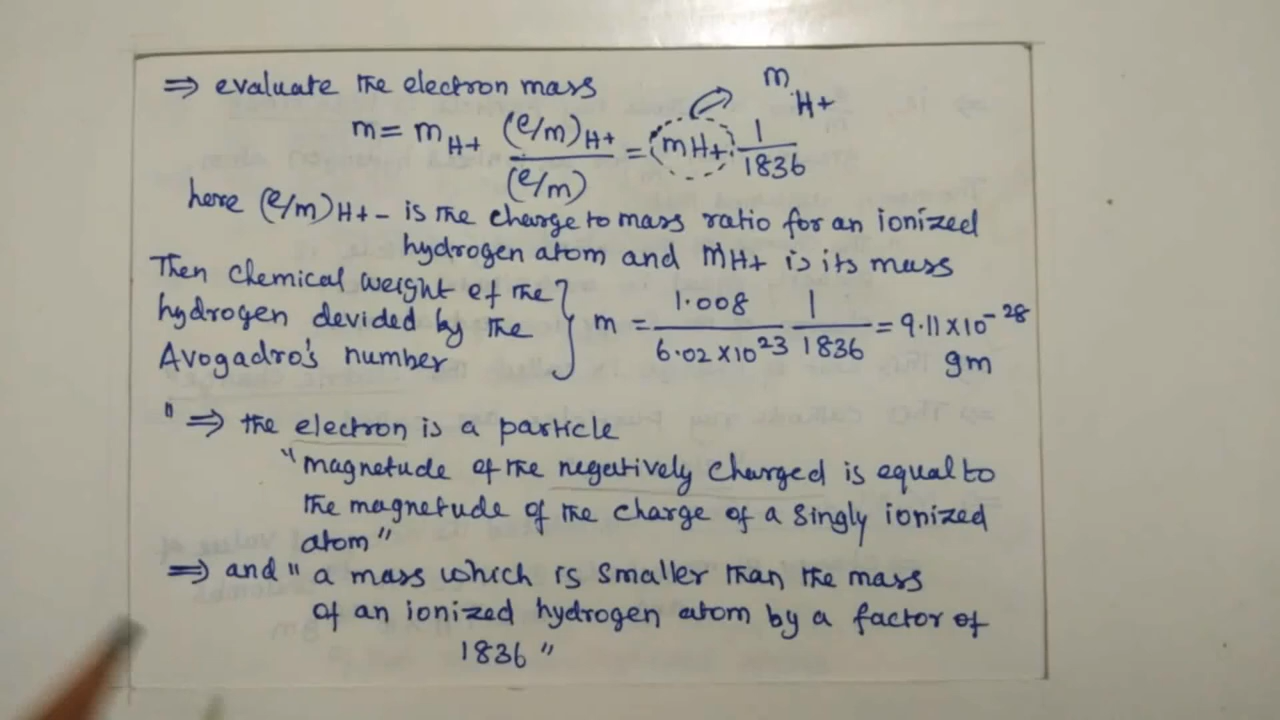 ⇒ evaluate the electron mass
m = m H+ (e/m)H+ / (e/m) = (mH+) 1/1836 m H+
here (e/m)H+ - is the charge to mass ratio for an ionized
hydrogen atom and mH+ is its mass
Then chemical weight of the
hydrogen devided by the
Avogadro's number
} m = 1.008 / 6.02 x 10^23 1/1836 = 9.11 x 10^-28
gm
" ⇒ the electron is a particle
"magnetude of the negatively charged is equal to
the magnetude of the charge of a singly ionized
atom"
⇒ and " a mass which is smaller than the mass
of an ionized hydrogen atom by a factor of
1836 "